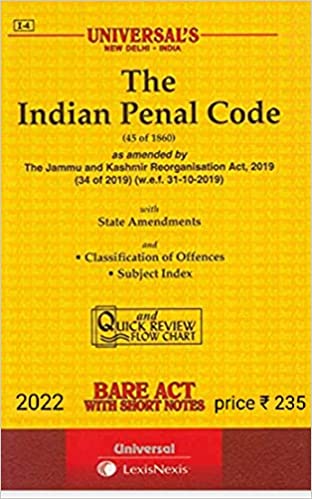 I-4
UNIVERSAL'S
NEW DELHI - INDIA
The
Indian Penal Code
(45 of 1860)
as amended by
The Jammu and Kashmir Reorganisation Act, 2019
(34 of 2019) (w.e.f. 31-10-2019)
with
State Amendments
and
• Classification of Offences
• Subject Index
and
QUICK REVIEW
FLOW CHART
2022
BARE ACT
WITH SHORT NOTES
price ₹ 235
Universal
LexisNexis